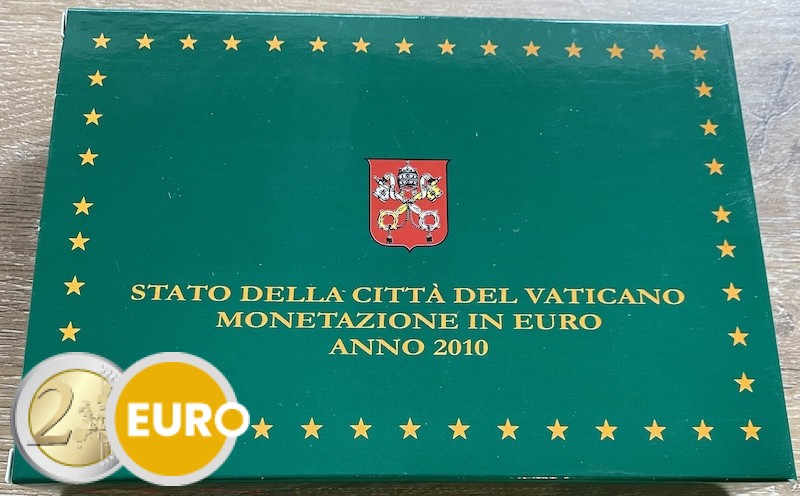 STATO DELLA CITTÀ DEL VATICANO
MONETAZIONE IN EURO
ANNO 2010
2 EURO